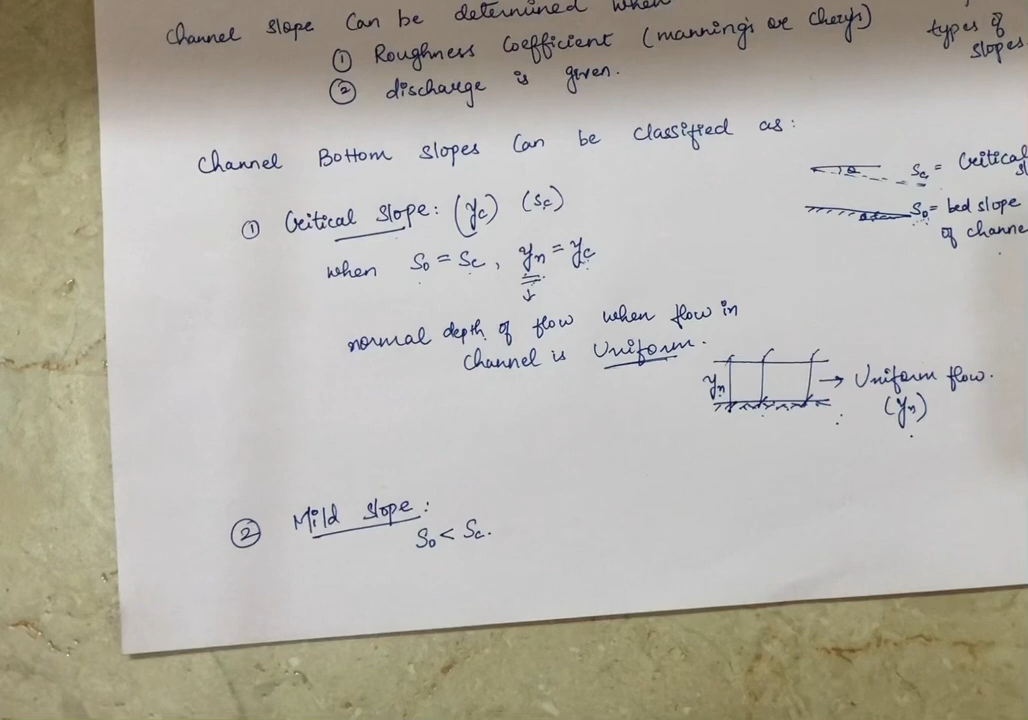 Channel slope can be determined when
① Roughness Coefficient (manning's or Chezy's)
② discharge is given.
types of
slopes
Channel Bottom slopes can be classified as:
① Critical slope: (yc) (Sc)
when So = Sc, yn = yc
normal depth of flow when flow in
channel is Uniform.
Sc = Critical
So = bed slope
of channe
yn → Uniform flow.
(yn)
② Mild slope:
So < Sc.